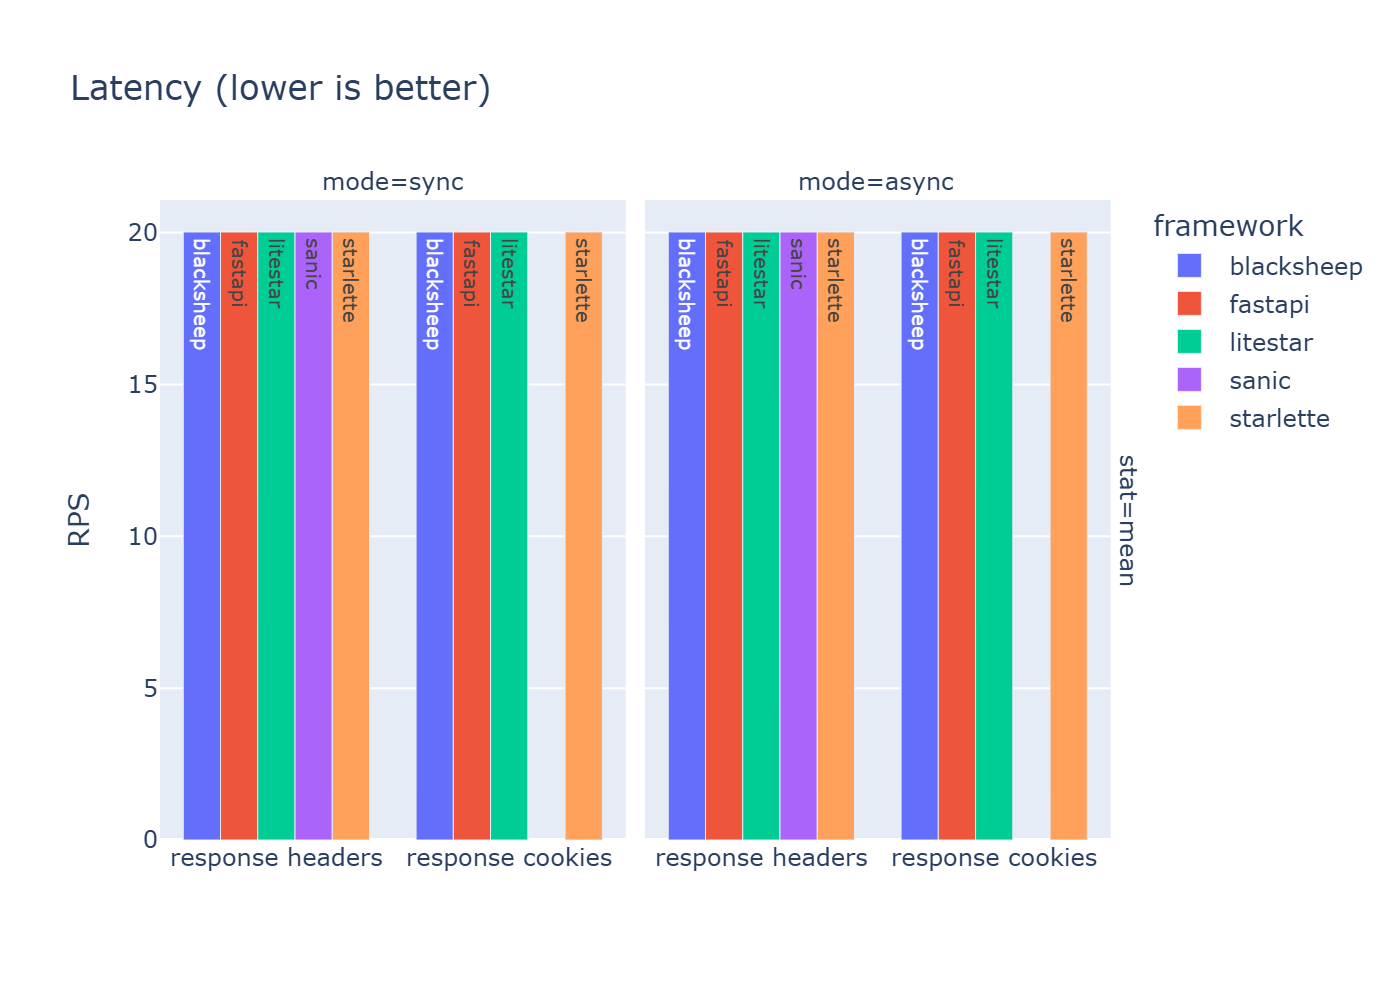 Latency (lower is better)
mode=sync
mode=async
RPS
20
15
10
5
0
blacksheep
fastapi
litestar
sanic
starlette
blacksheep
fastapi
litestar
starlette
blacksheep
fastapi
litestar
sanic
starlette
blacksheep
fastapi
litestar
starlette
response headers
response cookies
response headers
response cookies
stat=mean
framework
blacksheep
fastapi
litestar
sanic
starlette